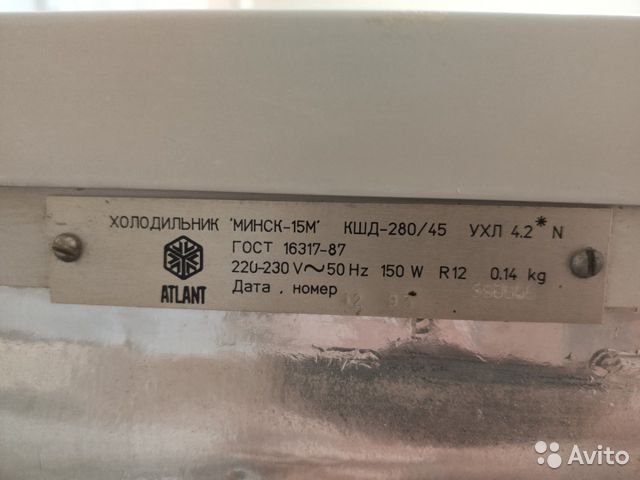 ХОЛОДИЛЬНИК "МИНСК-15М" КШД-280/45 УХЛ 4.2* N
ГОСТ 16317-87
220-230 V~50 Hz 150 W R12 0.14 kg
ATLANT Дата, номер 12
Avito